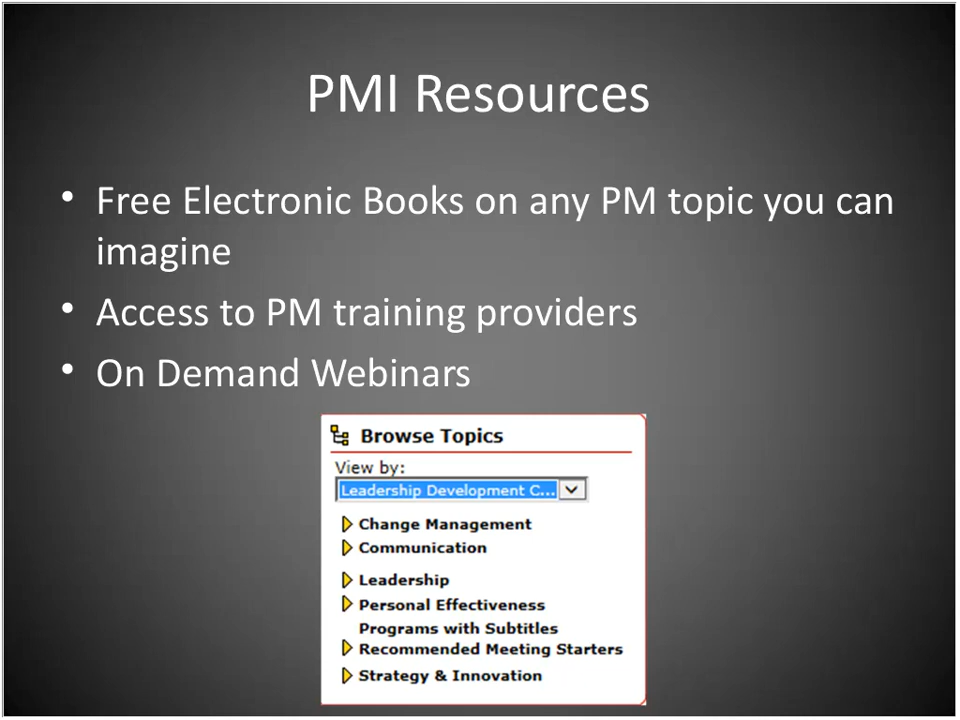 PMI Resources
• Free Electronic Books on any PM topic you can
imagine
• Access to PM training providers
• On Demand Webinars
Browse Topics
View by:
Leadership Development C...
Change Management
Communication
Leadership
Personal Effectiveness
Programs with Subtitles
Recommended Meeting Starters
Strategy & Innovation